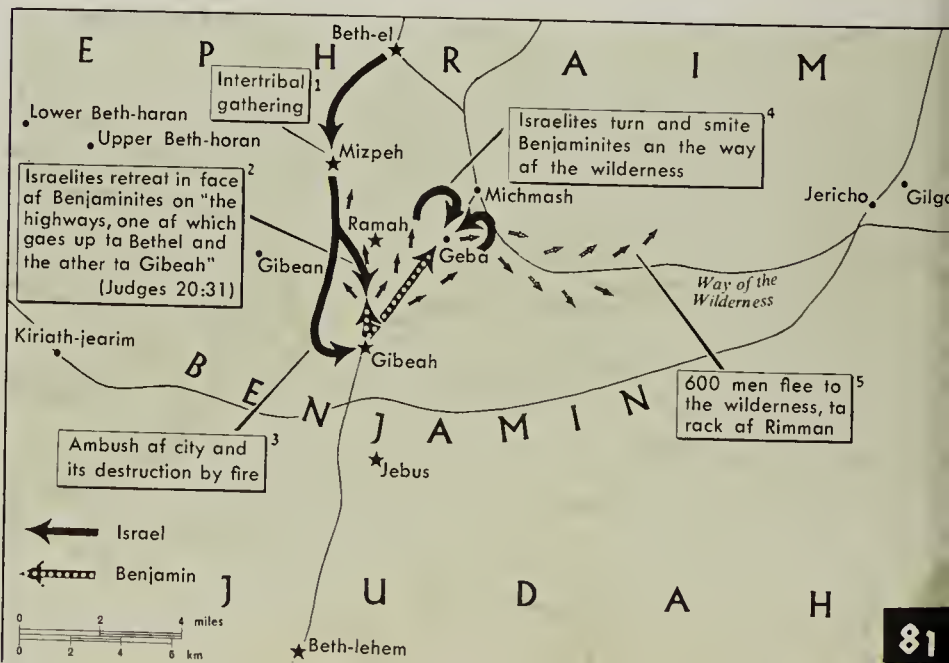 E P H R A I M
Beth-el
Intertribal 1
gathering
Lower Beth-haran
Upper Beth-horan
Mizpeh
Israelites turn and smite 4
Benjaminites an the way
af the wilderness
Israelites retreat in face 2
af Benjaminites on "the
highways, one af which
gaes up ta Bethel and
the ather ta Gibeah"
(Judges 20:31)
Michmash
Jericho
Gilga
Ramah
Geba
Gibean
Way of the
Wilderness
Kiriath-jearim
Gibeah
B E N J A M I N
600 men flee to 5
the wilderness, ta
rack af Rimman
Ambush af city and 3
its destruction by fire
Jebus
Israel
Benjamin
J U D A H
0 2 4 miles
0 2 4 6 km
Beth-lehem
81